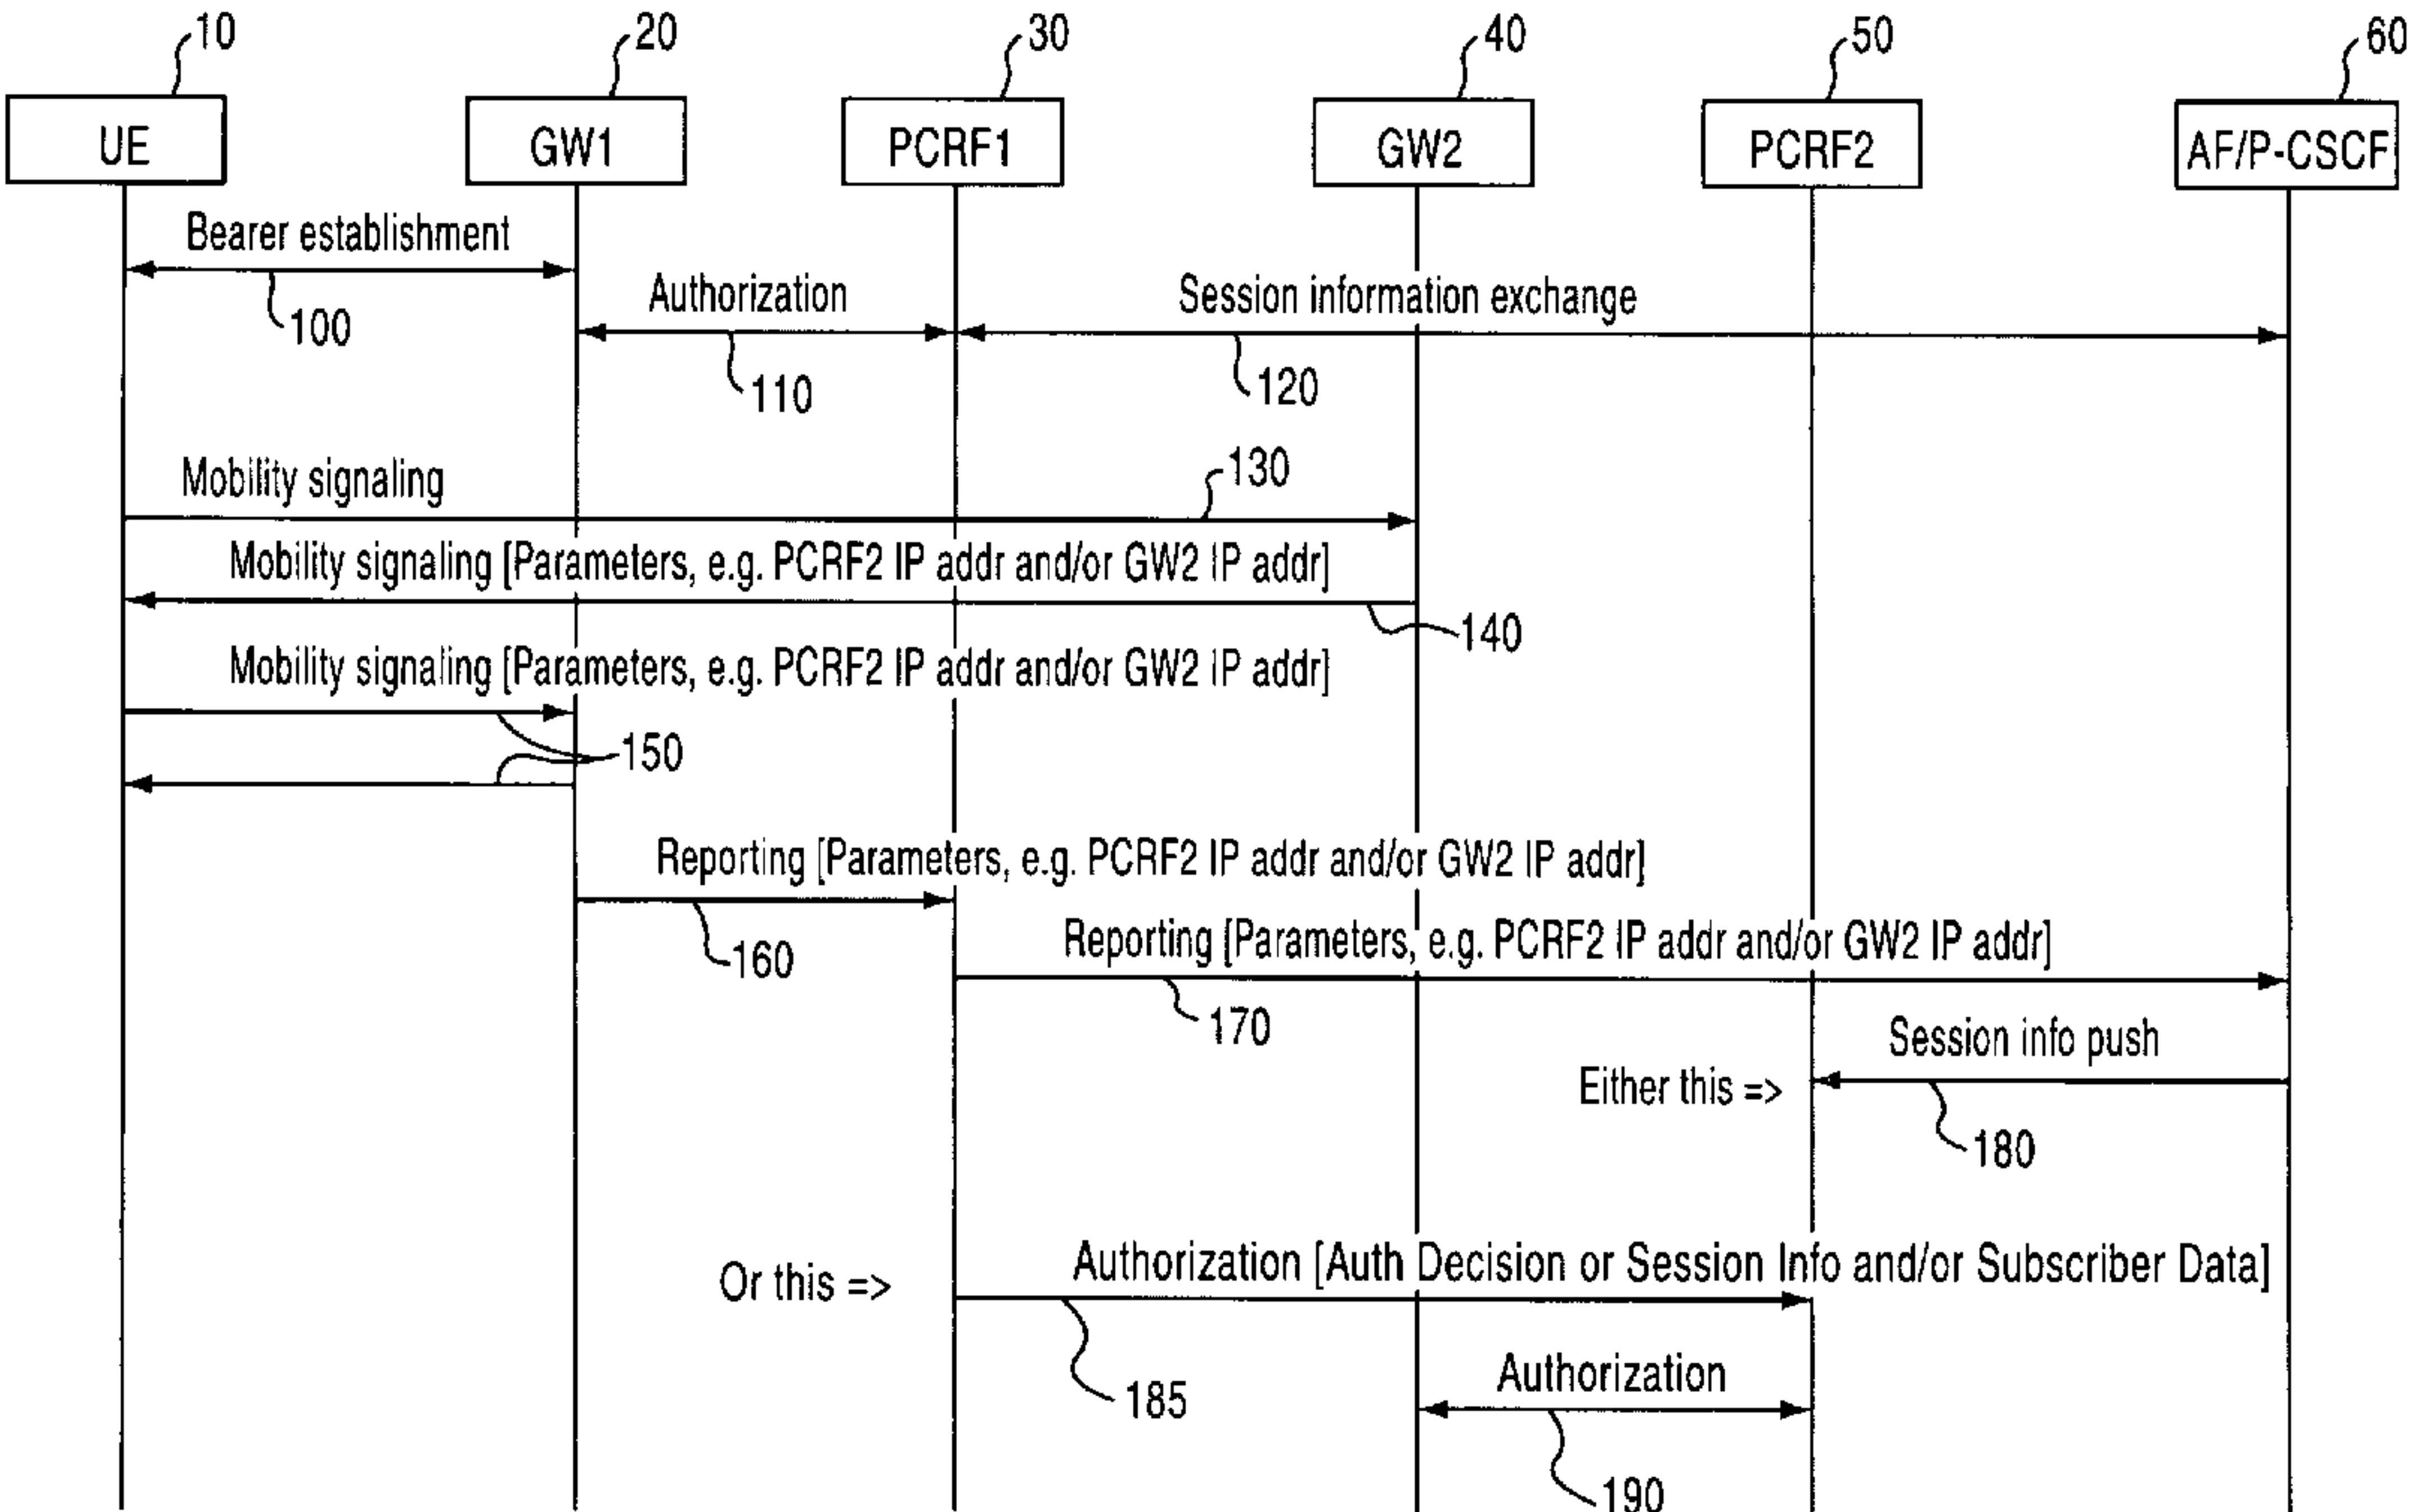 10
20
30
40
50
60
UE
GW1
PCRF1
GW2
PCRF2
AF/P-CSCF
Bearer establishment
100
Authorization
110
Session information exchange
120
Mobility signaling
130
Mobility signaling [Parameters, e.g. PCRF2 IP addr and/or GW2 IP addr]
140
Mobility signaling [Parameters, e.g. PCRF2 IP addr and/or GW2 IP addr]
150
Reporting [Parameters, e.g. PCRF2 IP addr and/or GW2 IP addr]
160
Reporting [Parameters, e.g. PCRF2 IP addr and/or GW2 IP addr]
170
Session info push
Either this =>
180
Authorization [Auth Decision or Session Info and/or Subscriber Data]
Or this =>
185
Authorization
190